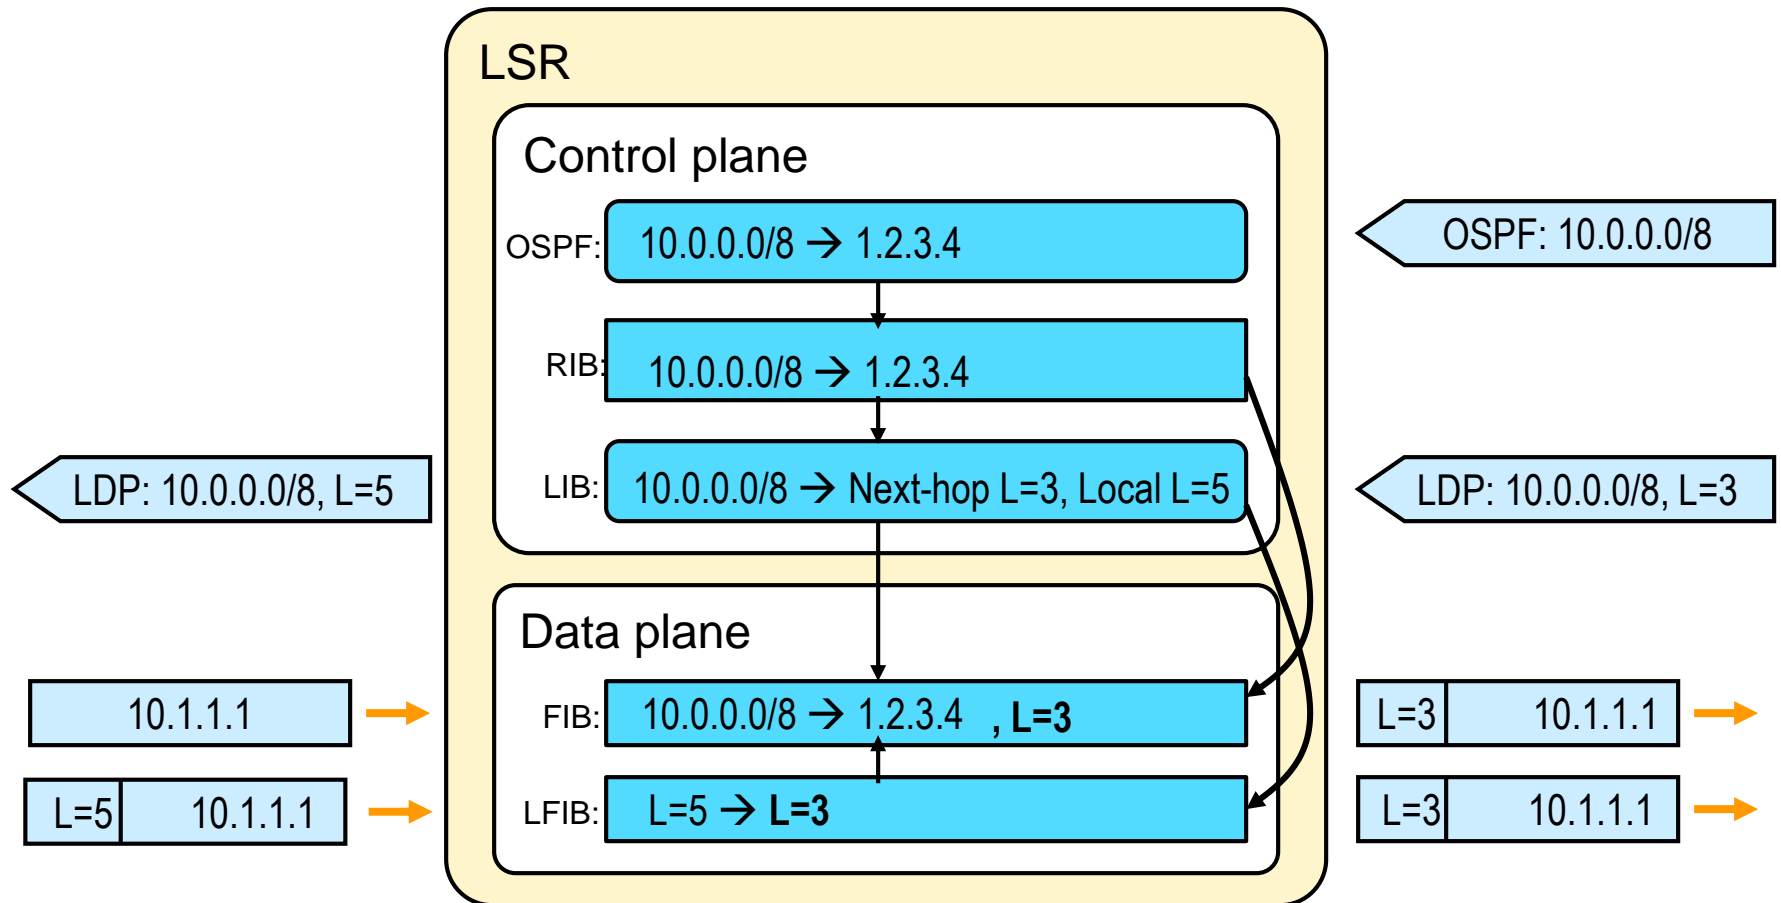 LSR
Control plane
OSPF: 10.0.0.0/8 → 1.2.3.4
OSPF: 10.0.0.0/8
RIB: 10.0.0.0/8 → 1.2.3.4
LDP: 10.0.0.0/8, L=5
LIB: 10.0.0.0/8 → Next-hop L=3, Local L=5
LDP: 10.0.0.0/8, L=3
Data plane
10.1.1.1
FIB: 10.0.0.0/8 → 1.2.3.4 , L=3
L=3 10.1.1.1
L=5 10.1.1.1
LFIB: L=5 → L=3
L=3 10.1.1.1